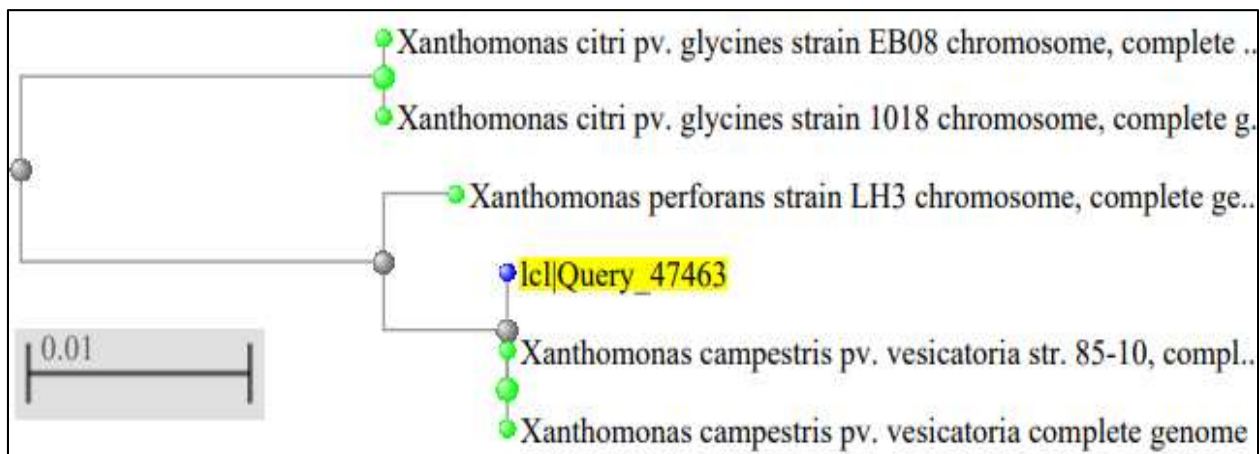 Xanthomonas citri pv. glycines strain EB08 chromosome, complete ..
Xanthomonas citri pv. glycines strain 1018 chromosome, complete g.
Xanthomonas perforans strain LH3 chromosome, complete ge..
lcl|Query_47463
0.01
Xanthomonas campestris pv. vesicatoria str. 85-10, compl..
Xanthomonas campestris pv. vesicatoria complete genome